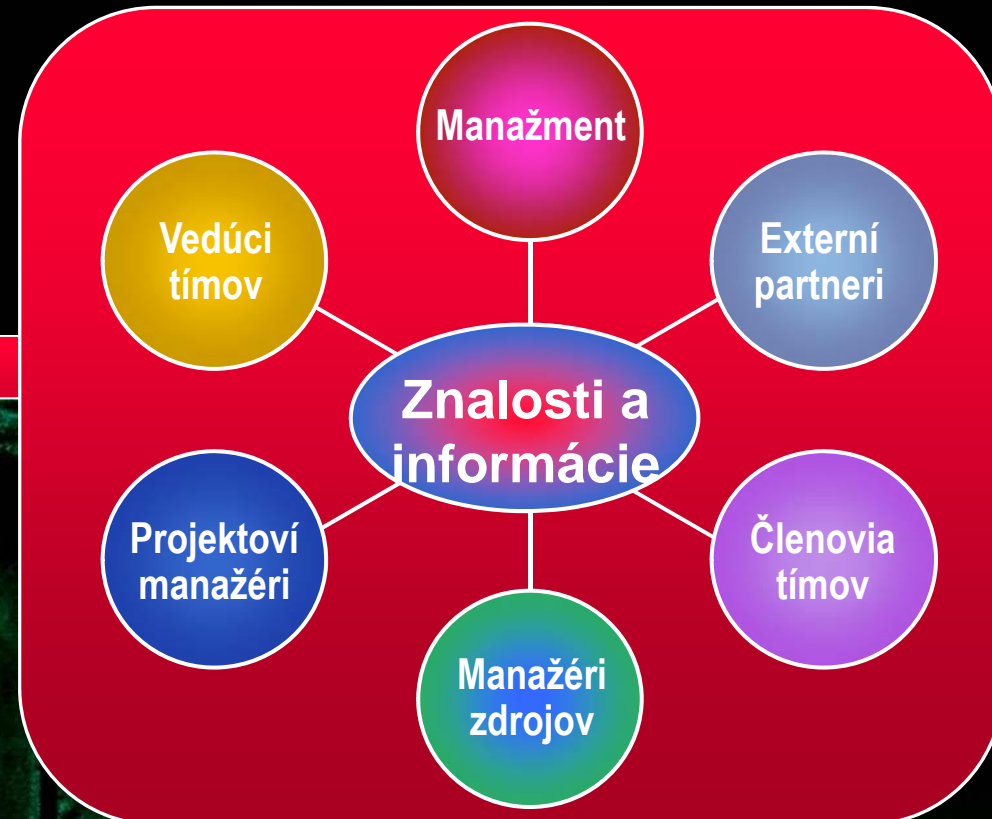 Manažment
Vedúci
tímov
Externí
partneri
Znalosti a
informácie
Projektoví
manažéri
Členovia
tímov
Manažéri
zdrojov